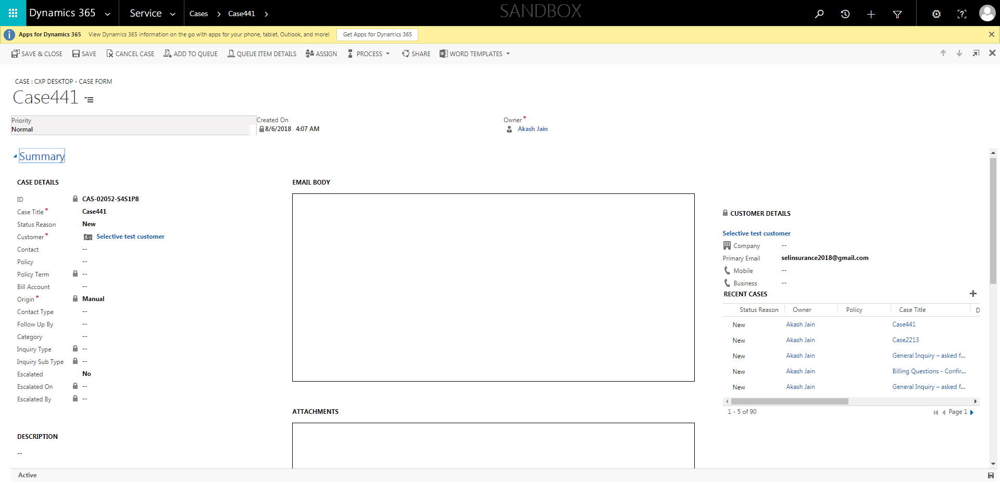 Dynamics 365 Service Cases Case441 SANDBOX
Apps for Dynamics 365 View Dynamics 365 information on the go with apps for your phone, tablet, Outlook, and more! Get Apps for Dynamics 365
SAVE & CLOSE SAVE CANCEL CASE ADD TO QUEUE QUEUE ITEM DETAILS ASSIGN PROCESS SHARE WORD TEMPLATES
CASE : CXP DESKTOP - CASE FORM
Case441
Priority
Normal
Created On
8/6/2018 4:07 AM
Owner*
Akash Jain
Summary
CASE DETAILS
ID CAS-02052-S4S1P8
Case Title* Case441
Status Reason New
Customer* Selective test customer
Contact --
Policy --
Policy Term --
Bill Account --
Origin* Manual
Contact Type --
Follow Up By --
Category --
Inquiry Type --
Inquiry Sub Type --
Escalated No
Escalated On --
Escalated By --
DESCRIPTION
--
EMAIL BODY
ATTACHMENTS
CUSTOMER DETAILS
Selective test customer
Company --
Primary Email selinsurance2018@gmail.com
Mobile --
Business --
RECENT CASES
Status Reason Owner Policy Case Title D
New Akash Jain Case441
New Akash Jain Case2213
New Akash Jain General Inquiry – asked f...
New Akash Jain Billing Questions - Confir...
New Akash Jain General Inquiry – asked f...
1 - 5 of 90 Page 1
Active